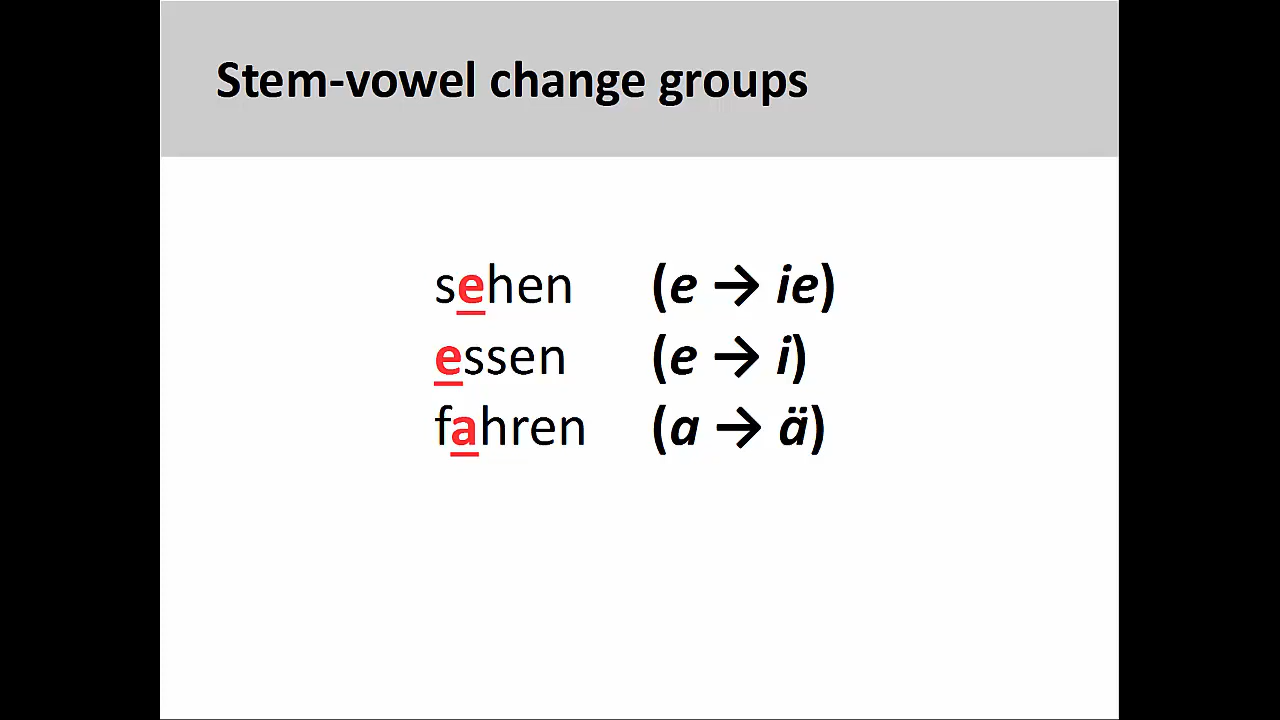 Stem-vowel change groups
sehen (e → ie)
essen (e → i)
fahren (a → ä)